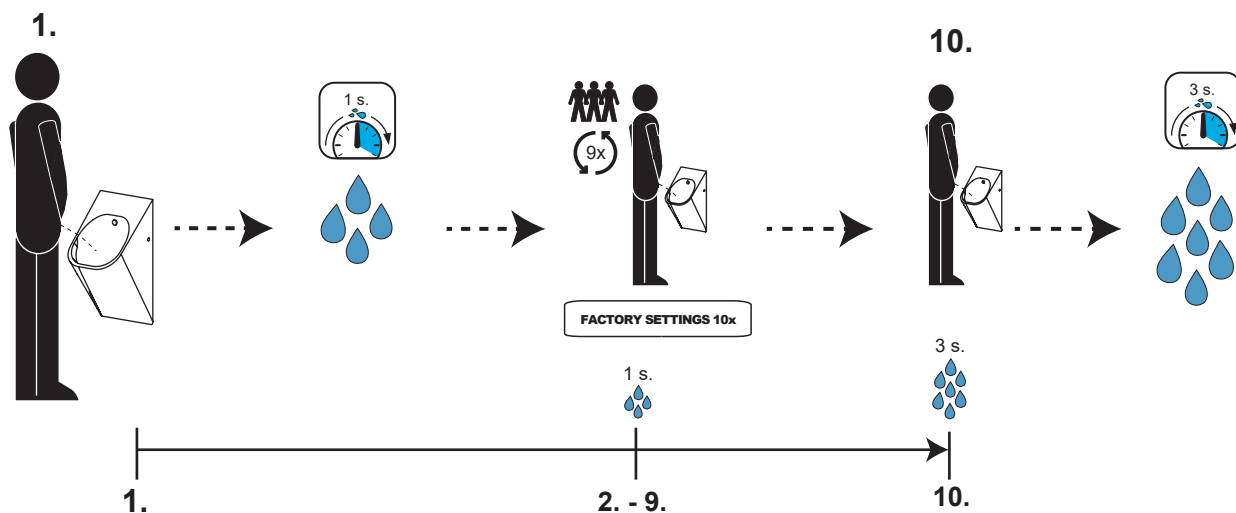 1.
10.
1 s.
3 s.
9x
FACTORY SETTINGS 10x
1 s.
3 s.
1.
2. - 9.
10.